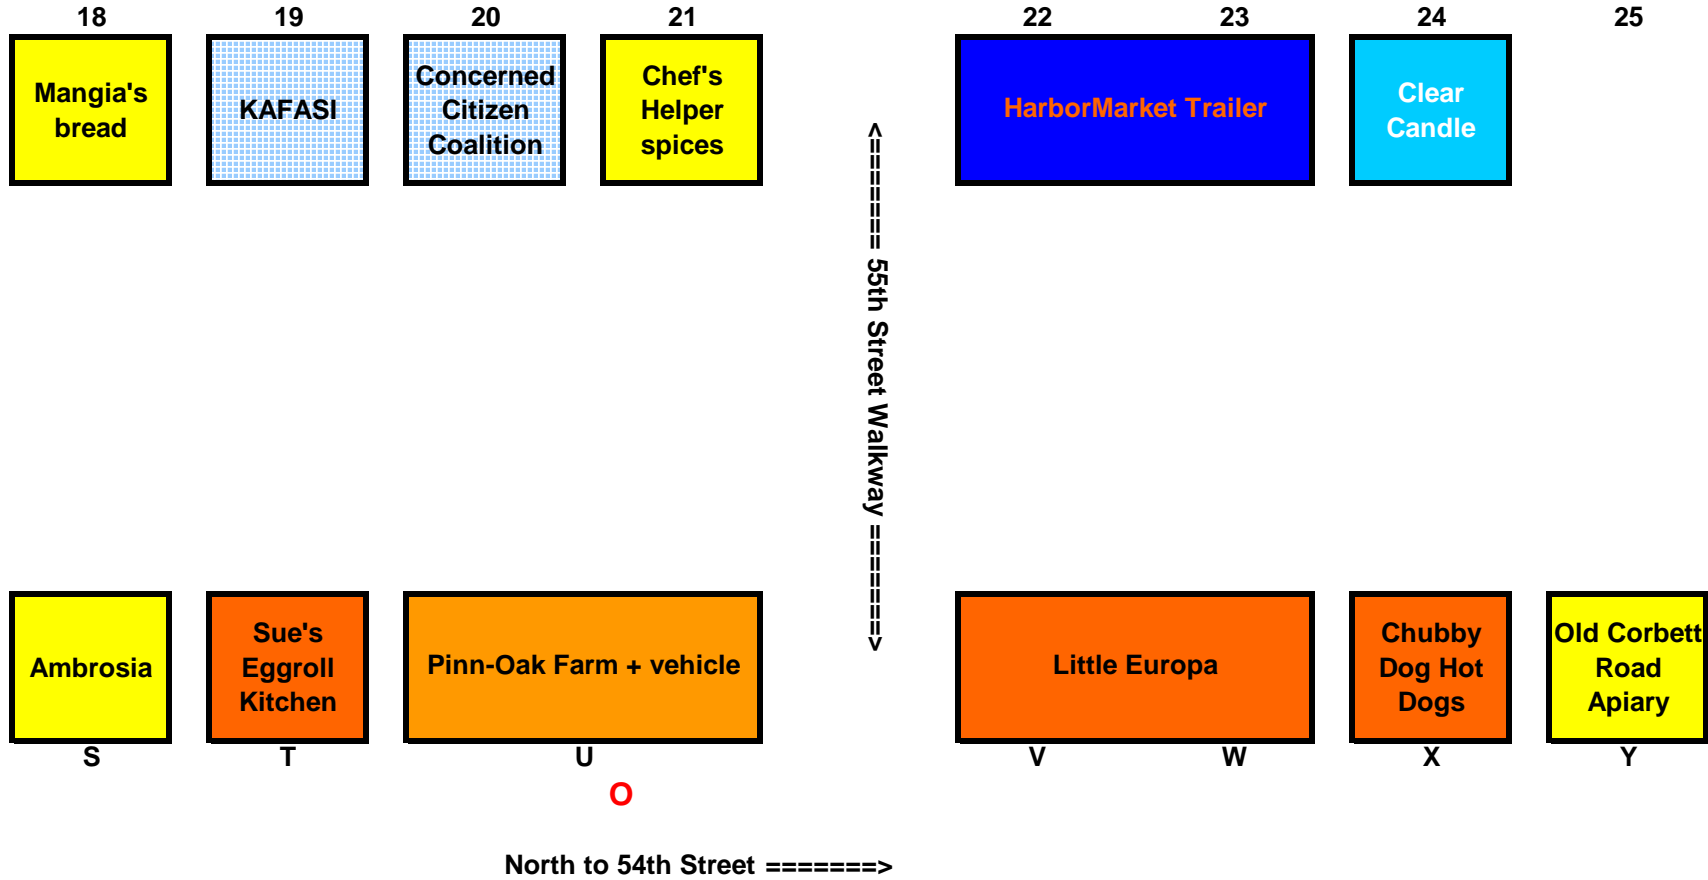 18 19 20 21 22 23 24 25
Mangia's
bread
KAFASI
Concerned
Citizen
Coalition
Chef's
Helper
spices
HarborMarket Trailer
Clear
Candle
<======== 55th Street Walkway ========>
Ambrosia
Sue's
Eggroll
Kitchen
Pinn-Oak Farm + vehicle
Little Europa
Chubby
Dog Hot
Dogs
Old Corbett
Road
Apiary
S T U V W X Y
O
North to 54th Street =======>